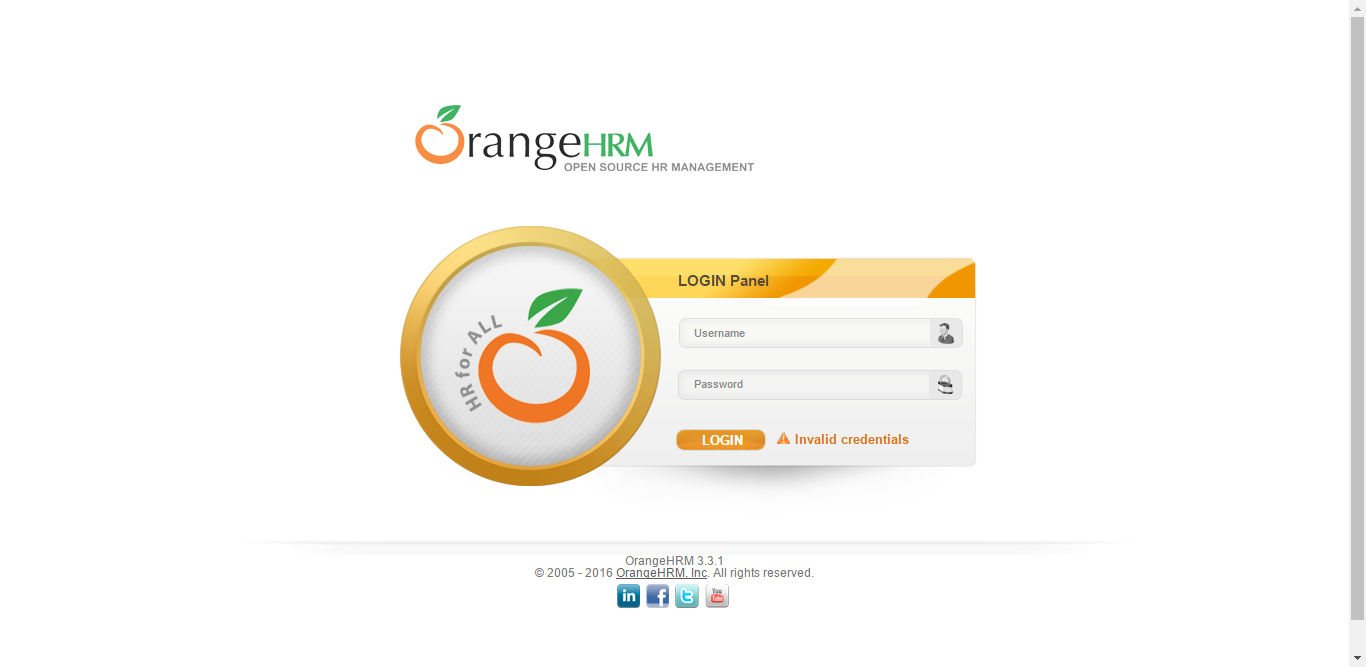 OrangeHRM
OPEN SOURCE HR MANAGEMENT
HR for ALL
LOGIN Panel
Username
Password
LOGIN
Invalid credentials
OrangeHRM 3.3.1
© 2005 - 2016 OrangeHRM, Inc. All rights reserved.
in f t You Tube